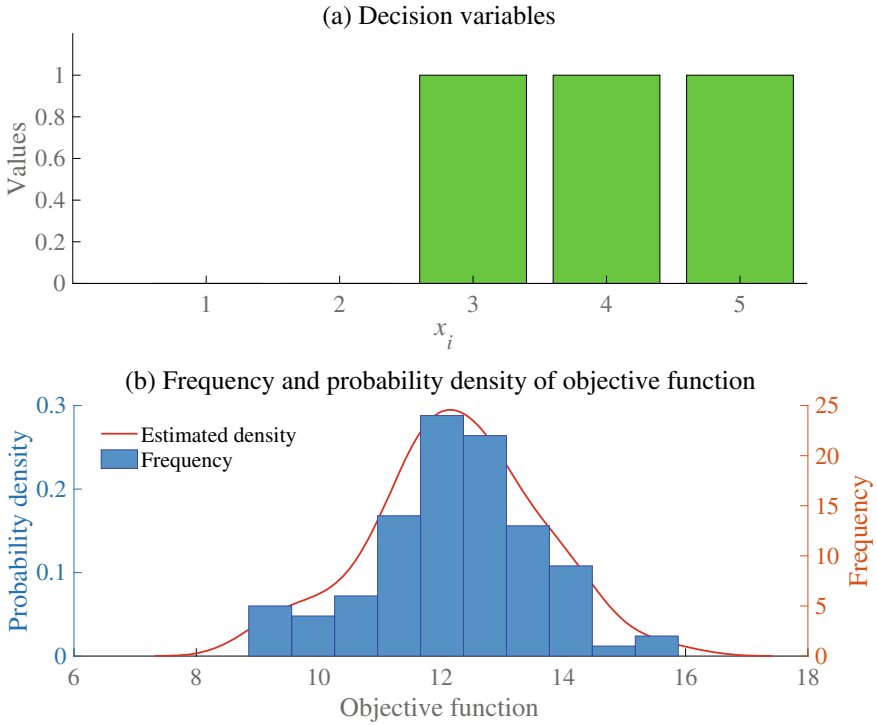 (a) Decision variables
Values
1
0.8
0.6
0.4
0.2
0
1 2 3 4 5
x_i
(b) Frequency and probability density of objective function
Probability density
0.3
0.2
0.1
0
Estimated density
Frequency
25
20
15
10
5
0
Frequency
6 8 10 12 14 16 18
Objective function